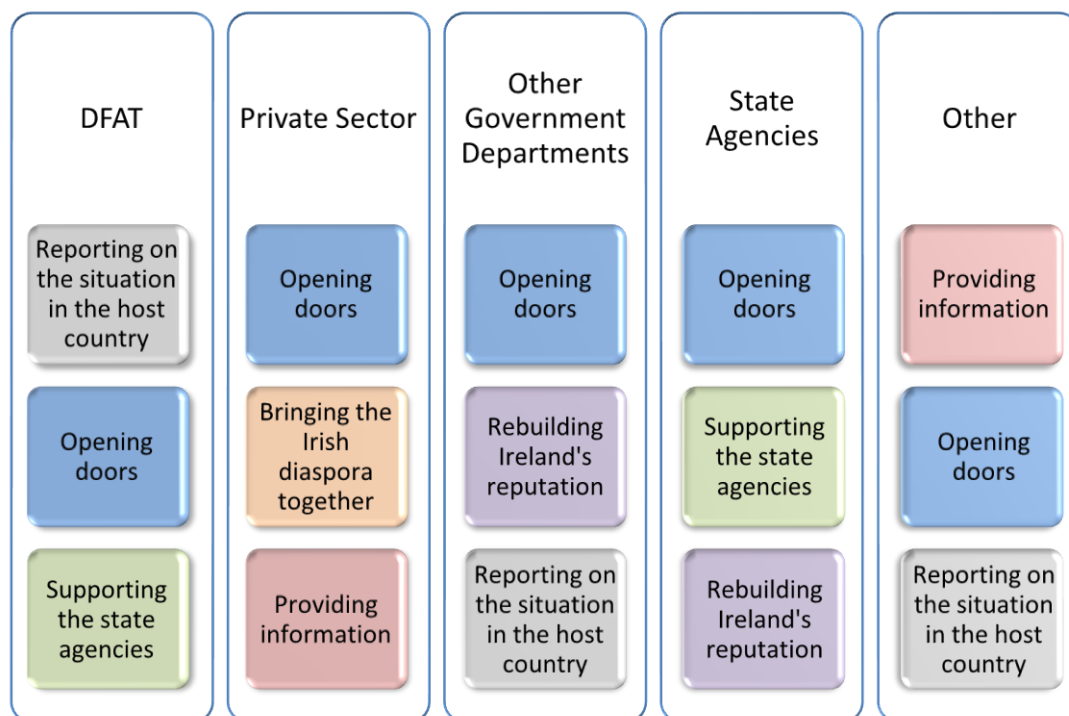 DFAT
Reporting on
the situation
in the host
country
Opening
doors
Supporting
the state
agencies
Private Sector
Opening
doors
Bringing the
Irish
diaspora
together
Providing
information
Other
Government
Departments
Opening
doors
Rebuilding
Ireland's
reputation
Reporting on
the situation
in the host
country
State
Agencies
Opening
doors
Supporting
the state
agencies
Rebuilding
Ireland's
reputation
Other
Providing
information
Opening
doors
Reporting on
the situation
in the host
country